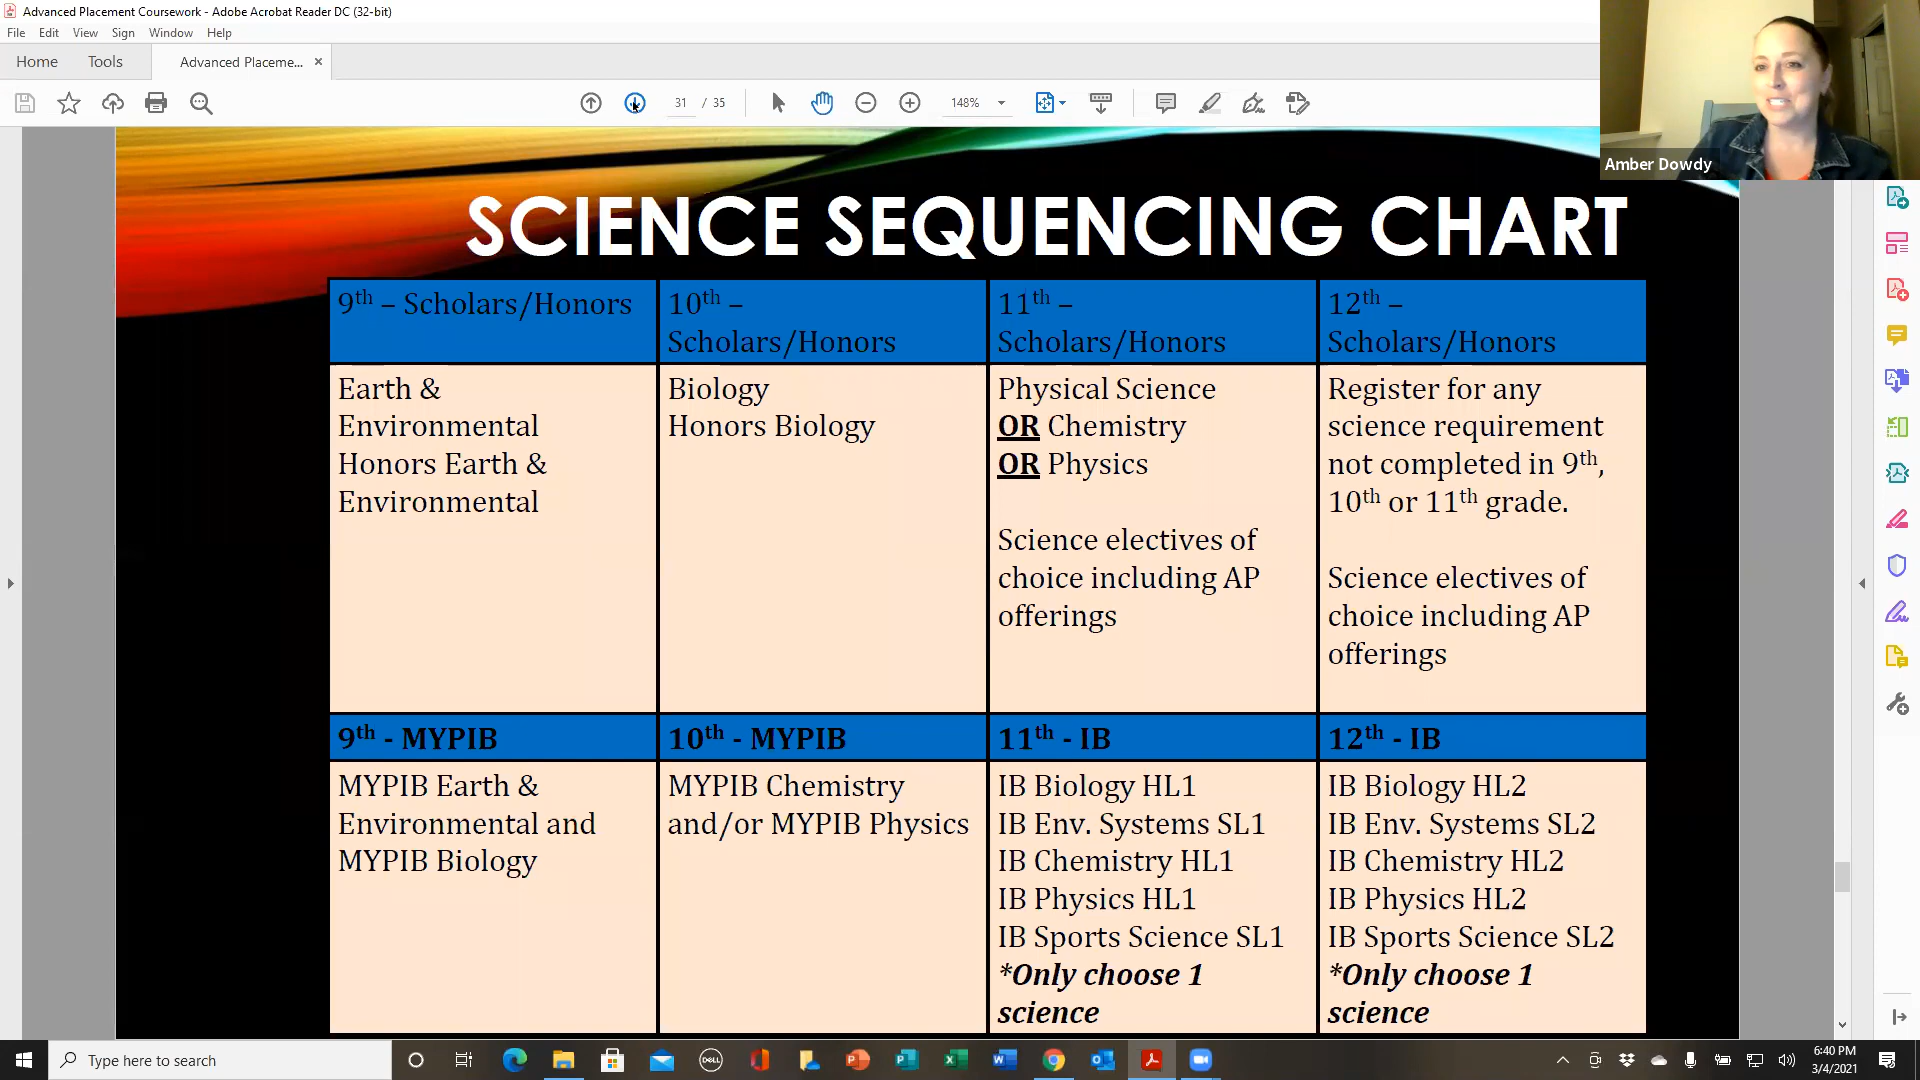 Advanced Placement Coursework - Adobe Acrobat Reader DC (32-bit)
File Edit View Sign Window Help
Home Tools Advanced Placeme... ×
31 / 35 148%
Amber Dowdy
SCIENCE SEQUENCING CHART
9th – Scholars/Honors
10th –
Scholars/Honors
11th –
Scholars/Honors
12th –
Scholars/Honors
Earth &
Environmental
Honors Earth &
Environmental
Biology
Honors Biology
Physical Science
OR Chemistry
OR Physics
Science electives of
choice including AP
offerings
Register for any
science requirement
not completed in 9th,
10th or 11th grade.
Science electives of
choice including AP
offerings
9th - MYPIB
10th - MYPIB
11th - IB
12th - IB
MYPIB Earth &
Environmental and
MYPIB Biology
MYPIB Chemistry
and/or MYPIB Physics
IB Biology HL1
IB Env. Systems SL1
IB Chemistry HL1
IB Physics HL1
IB Sports Science SL1
*Only choose 1
science
IB Biology HL2
IB Env. Systems SL2
IB Chemistry HL2
IB Physics HL2
IB Sports Science SL2
*Only choose 1
science
Type here to search
DELL
6:40 PM
3/4/2021